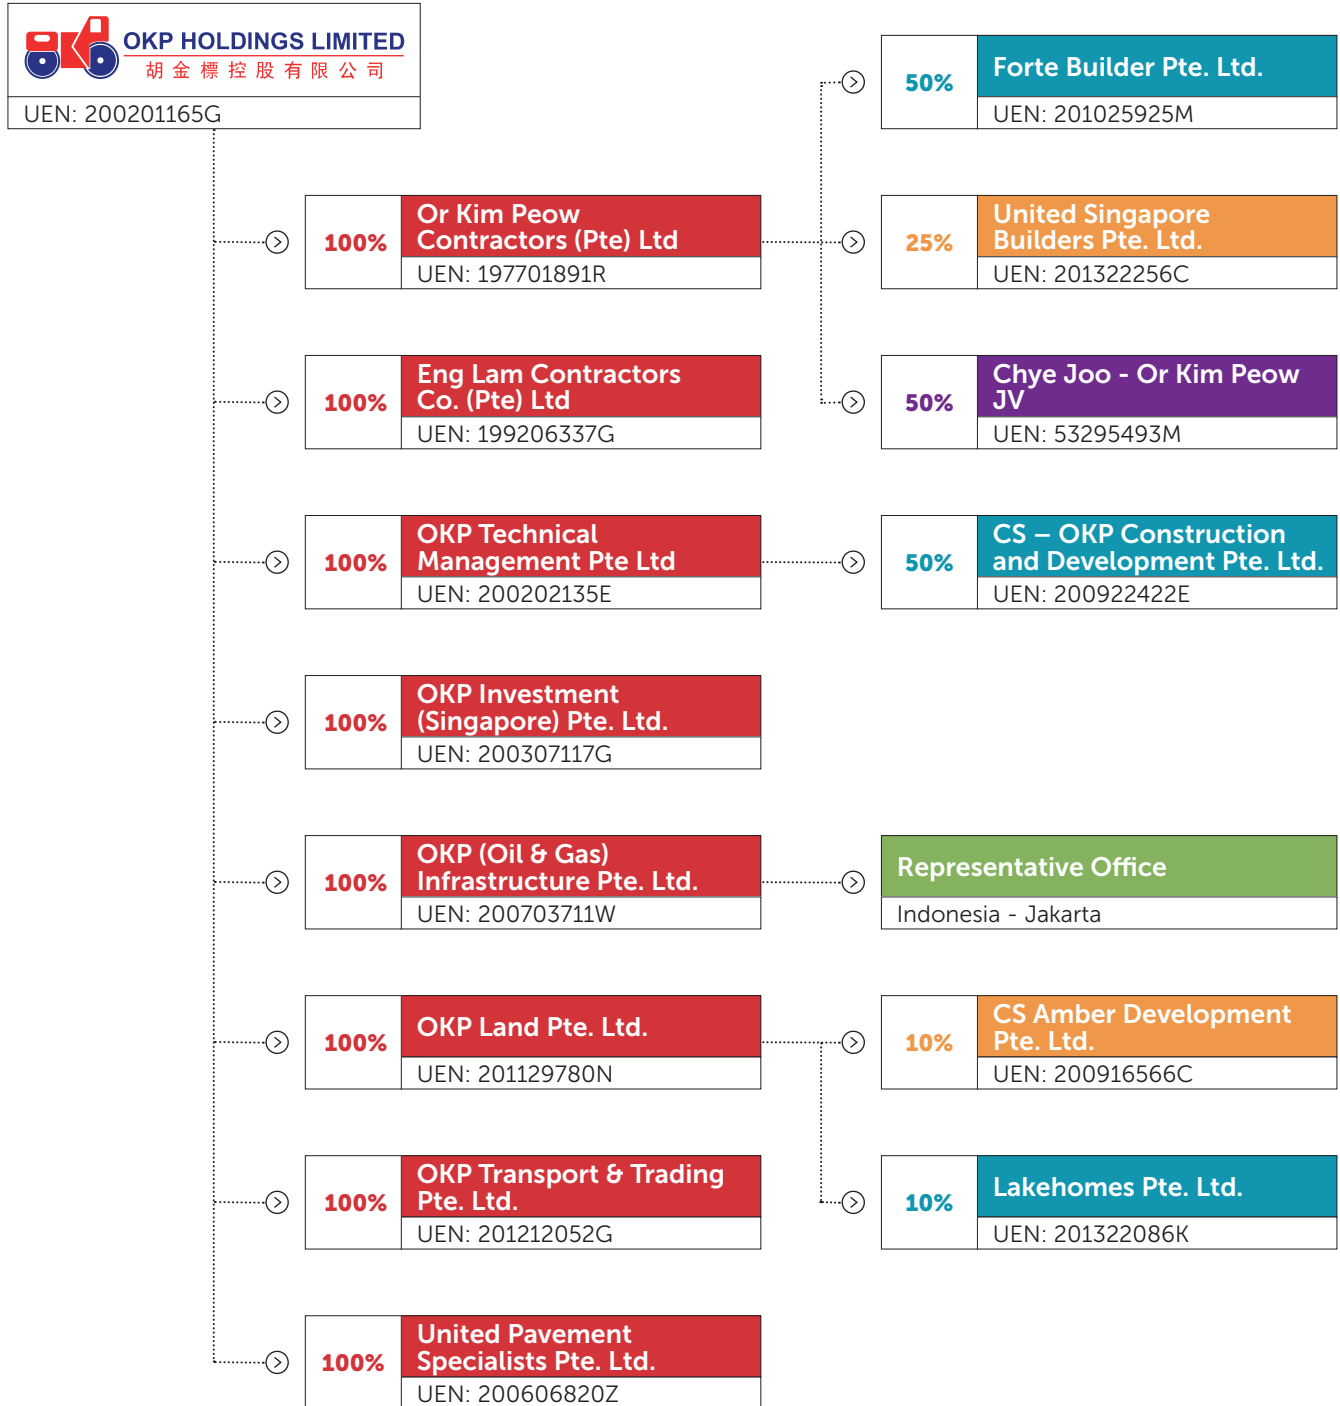 OKP HOLDINGS LIMITED
胡金標控股有限公司
UEN: 200201165G
50%
Forte Builder Pte. Ltd.
UEN: 201025925M
100%
Or Kim Peow
Contractors (Pte) Ltd
UEN: 197701891R
25%
United Singapore
Builders Pte. Ltd.
UEN: 201322256C
100%
Eng Lam Contractors
Co. (Pte) Ltd
UEN: 199206337G
50%
Chye Joo - Or Kim Peow
JV
UEN: 53295493M
100%
OKP Technical
Management Pte Ltd
UEN: 200202135E
50%
CS – OKP Construction
and Development Pte. Ltd.
UEN: 200922422E
100%
OKP Investment
(Singapore) Pte. Ltd.
UEN: 200307117G
100%
OKP (Oil & Gas)
Infrastructure Pte. Ltd.
UEN: 200703711W
Representative Office
Indonesia - Jakarta
100%
OKP Land Pte. Ltd.
UEN: 201129780N
10%
CS Amber Development
Pte. Ltd.
UEN: 200916566C
100%
OKP Transport & Trading
Pte. Ltd.
UEN: 201212052G
10%
Lakehomes Pte. Ltd.
UEN: 201322086K
100%
United Pavement
Specialists Pte. Ltd.
UEN: 200606820Z